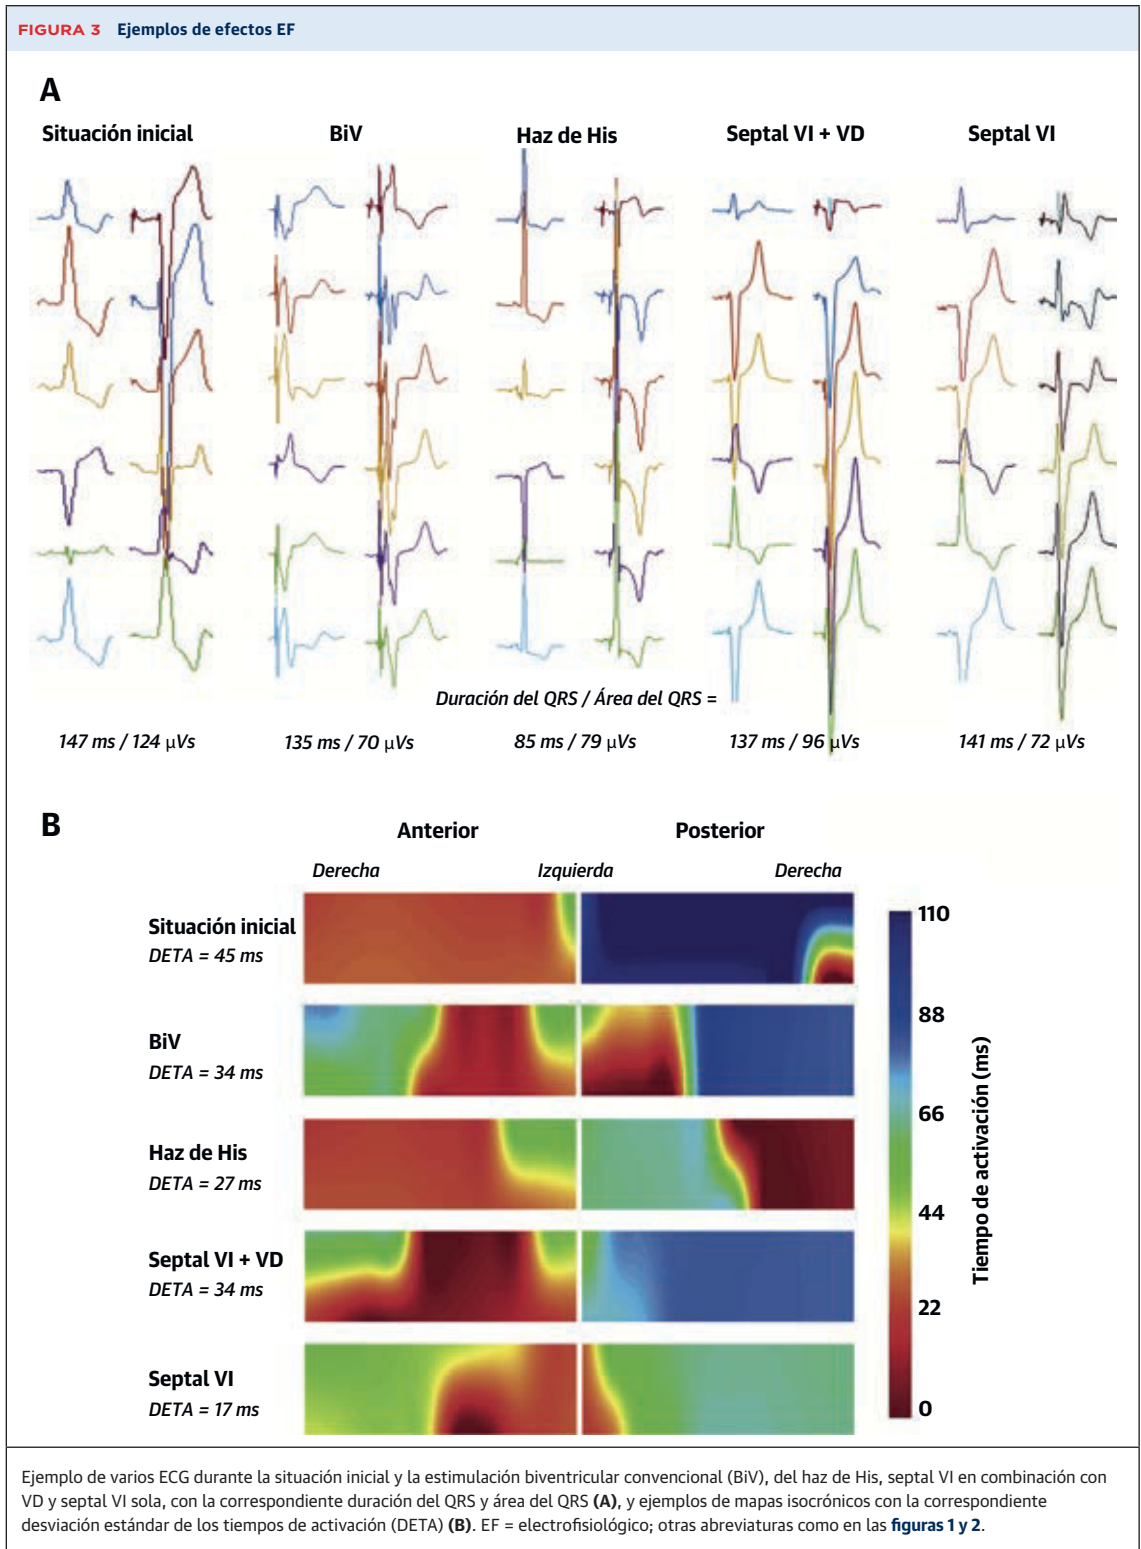 FIGURA 3 Ejemplos de efectos EF
A
Situación inicial
BiV
Haz de His
Septal VI + VD
Septal VI
Duración del QRS / Área del QRS =
147 ms / 124 µVs
135 ms / 70 µVs
85 ms / 79 µVs
137 ms / 96 µVs
141 ms / 72 µVs
B
Anterior
Posterior
Derecha
Izquierda
Derecha
Situación inicial
DETA = 45 ms
BiV
DETA = 34 ms
Haz de His
DETA = 27 ms
Septal VI + VD
DETA = 34 ms
Septal VI
DETA = 17 ms
110
88
66
44
22
0
Tiempo de activación (ms)
Ejemplo de varios ECG durante la situación inicial y la estimulación biventricular convencional (BiV), del haz de His, septal VI en combinación con
VD y septal VI sola, con la correspondiente duración del QRS y área del QRS (A), y ejemplos de mapas isocrónicos con la correspondiente
desviación estándar de los tiempos de activación (DETA) (B). EF = electrofisiológico; otras abreviaturas como en las figuras 1 y 2.